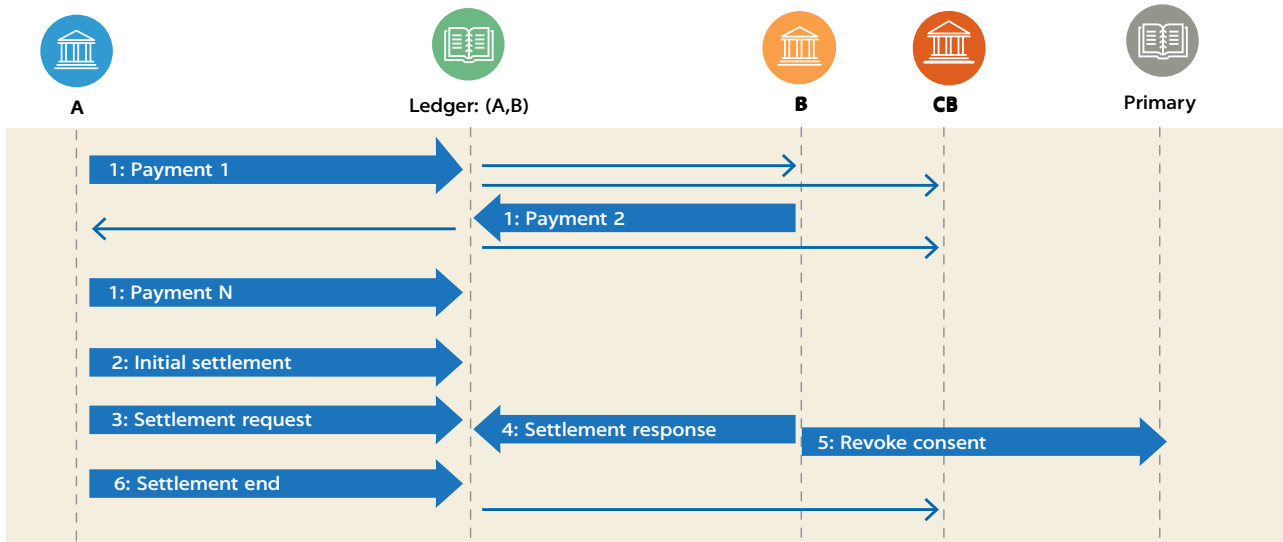 A
Ledger: (A,B)
B
CB
Primary
1: Payment 1
1: Payment 2
1: Payment N
2: Initial settlement
3: Settlement request
4: Settlement response
5: Revoke consent
6: Settlement end